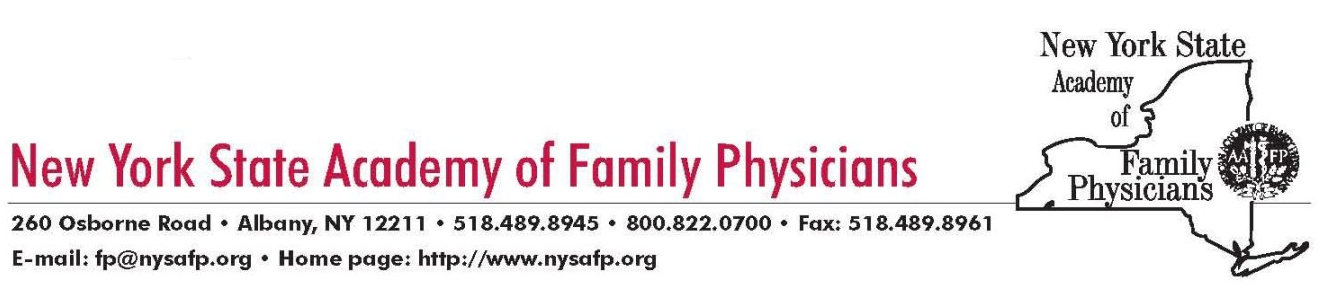 New York State
Academy
of
Family
Physicians
AAFP
New York State Academy of Family Physicians
260 Osborne Road • Albany, NY 12211 • 518.489.8945 • 800.822.0700 • Fax: 518.489.8961
E-mail: fp@nysafp.org • Home page: http://www.nysafp.org